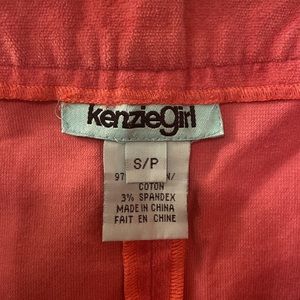 kenziegirl
S/P
97 N/
COTON
3% SPANDEX
MADE IN CHINA
FAIT EN CHINE